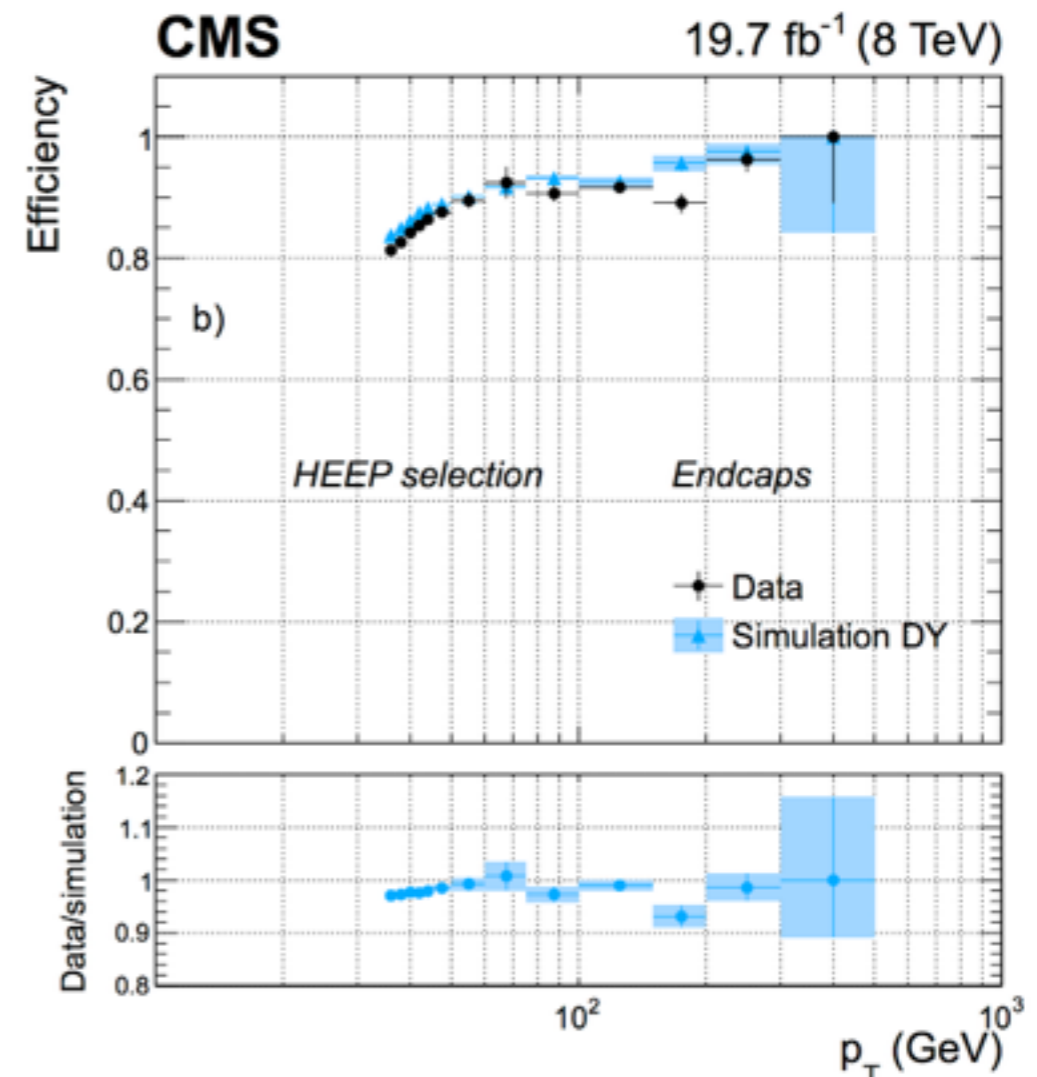 CMS 19.7 fb⁻¹ (8 TeV)
Efficiency
1
0.8
b)
0.6
HEEP selection Endcaps
0.4
Data
0.2
Simulation DY
0
Data/simulation
1.2
1.1
1
0.9
0.8
10² 10³
p_T (GeV)